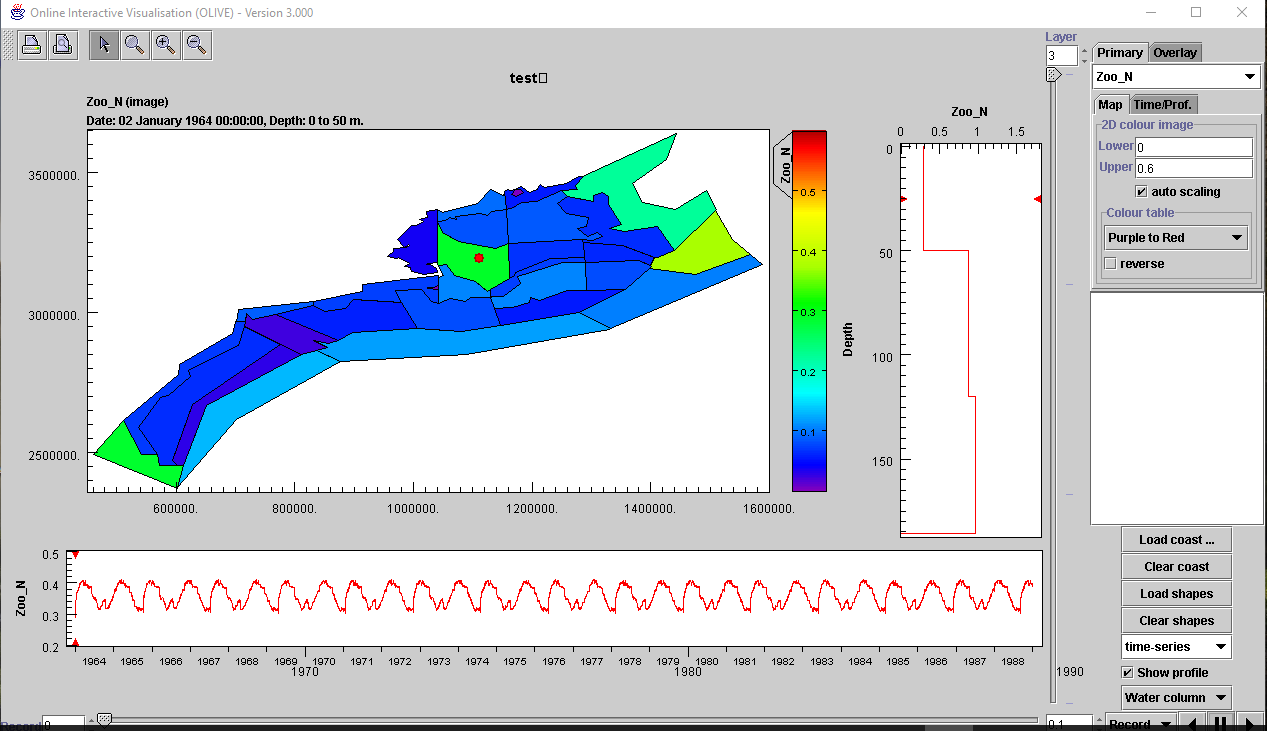 Online Interactive Visualisation (OLIVE) - Version 3.000
Layer
3
Primary Overlay
Zoo_N
Map Time/Prof.
2D colour image
Lower 0
Upper 0.6
auto scaling
Colour table
Purple to Red
reverse
test
Zoo_N (image)
Date: 02 January 1964 00:00:00, Depth: 0 to 50 m.
3500000.
3000000.
2500000.
600000. 800000. 1000000. 1200000. 1400000. 1600000.
Zoo_N
0.5
0.4
0.3
0.2
0.1
Zoo_N
0 0.5 1 1.5
Depth
0
50
100
150
Load coast ...
Clear coast
Load shapes
Clear shapes
time-series
Show profile
Water column
Zoo_N
0.5
0.4
0.3
0.2
1964 1965 1966 1967 1968 1969 1970 1971 1972 1973 1974 1975 1976 1977 1978 1979 1980 1981 1982 1983 1984 1985 1986 1987 1988
1970 1980 1990
Record 0
0.1
Record